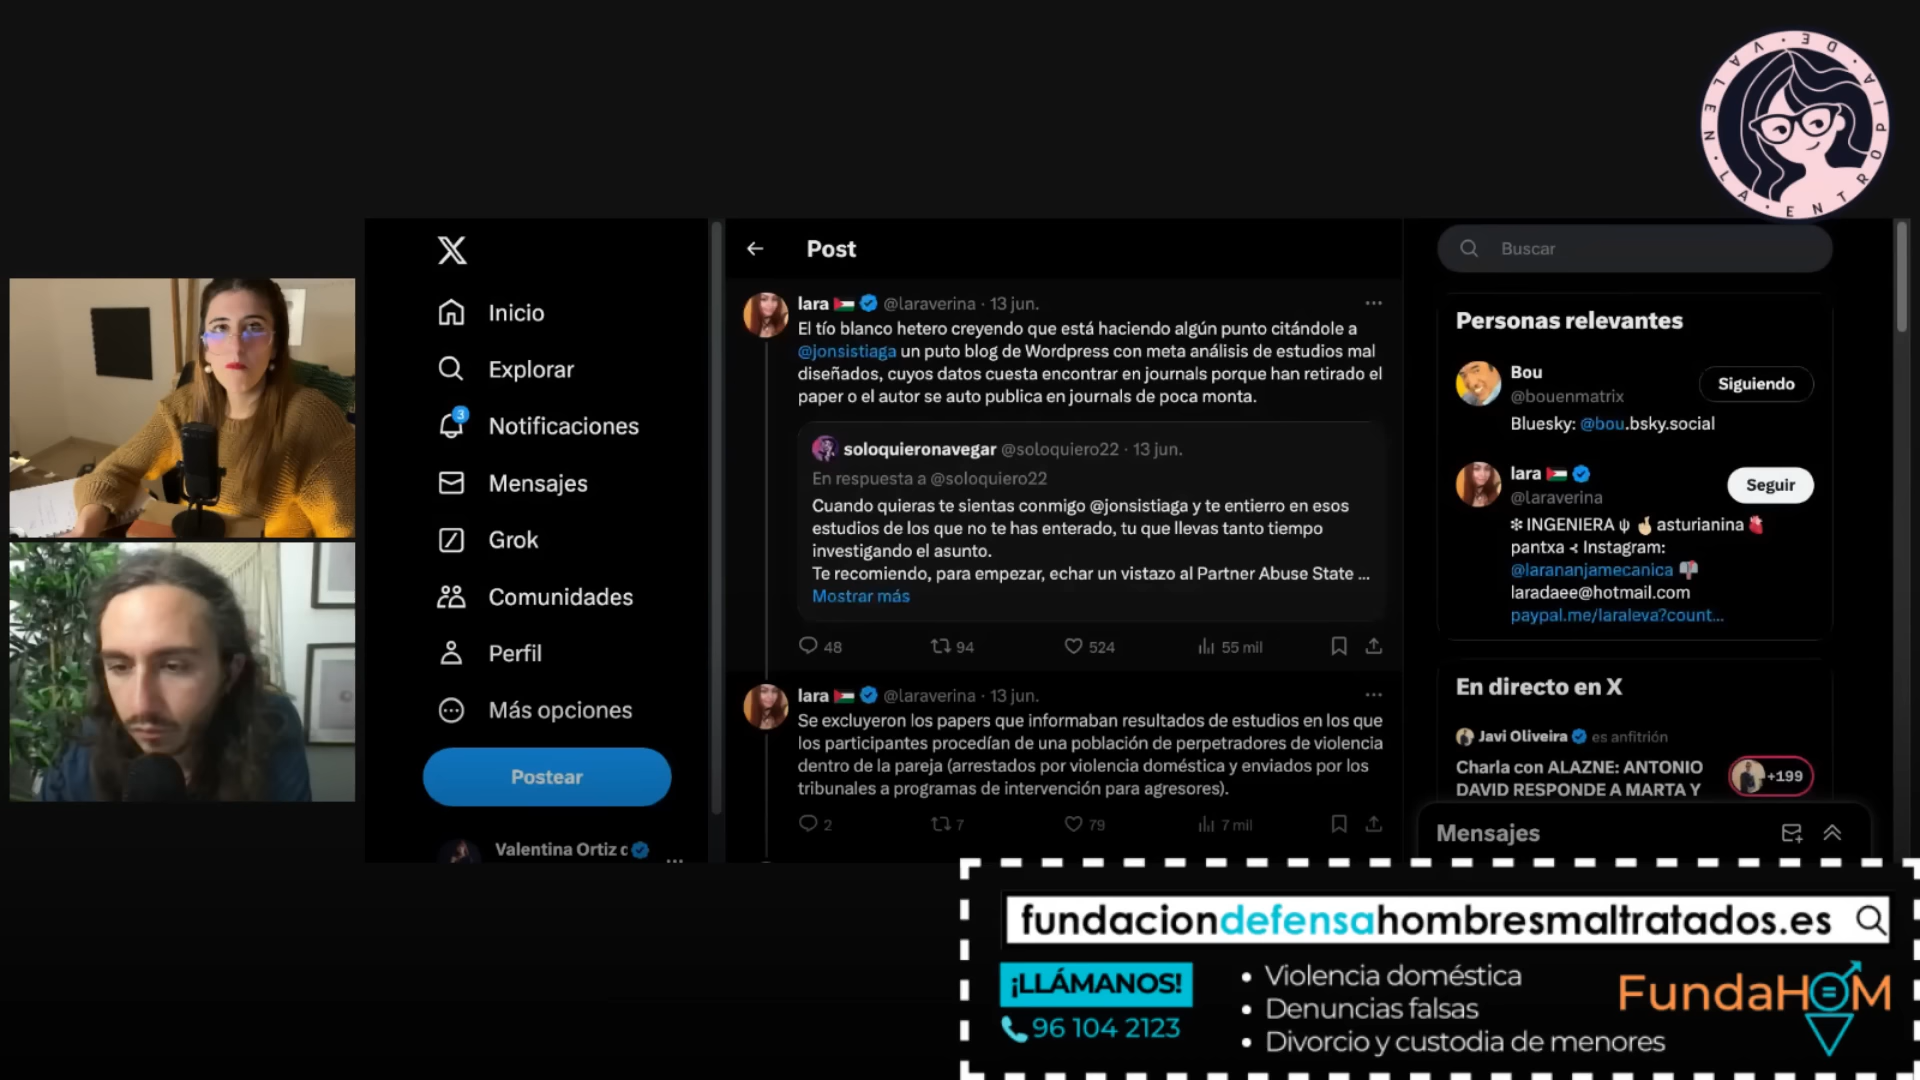 LA ENTROPIA DE VALEN
X
Inicio
Explorar
3
Notificaciones
Mensajes
Grok
Comunidades
Perfil
Más opciones
Postear
Valentina Ortiz
Post
lara @laraverina · 13 jun.
El tío blanco hetero creyendo que está haciendo algún punto citándole a
@jonsistiaga un puto blog de Wordpress con meta análisis de estudios mal
diseñados, cuyos datos cuesta encontrar en journals porque han retirado el
paper o el autor se auto publica en journals de poca monta.
soloquieronavegar @soloquiero22 · 13 jun.
En respuesta a @soloquiero22
Cuando quieras te sientas conmigo @jonsistiaga y te entierro en esos
estudios de los que no te has enterado, tu que llevas tanto tiempo
investigando el asunto.
Te recomiendo, para empezar, echar un vistazo al Partner Abuse State ...
Mostrar más
48 94 524 55 mil
lara @laraverina · 13 jun.
Se excluyeron los papers que informaban resultados de estudios en los que
los participantes procedían de una población de perpetradores de violencia
dentro de la pareja (arrestados por violencia doméstica y enviados por los
tribunales a programas de intervención para agresores).
2 7 79 7 mil
Buscar
Personas relevantes
Bou
@bouenmatrix
Siguiendo
Bluesky: @bou.bsky.social
lara
@laraverina
Seguir
✻ INGENIERA ψ 🤞🏻 asturianina 🫀
pantxa ⊰ Instagram:
@larananjamecanica 📬
laradaee@hotmail.com
paypal.me/laraleva?count...
En directo en X
Javi Oliveira es anfitrión
Charla con ALAZNE: ANTONIO
DAVID RESPONDE A MARTA Y
+199
Mensajes
fundaciondefensahombresmaltratados.es
¡LLÁMANOS!
96 104 2123
• Violencia doméstica
• Denuncias falsas
• Divorcio y custodia de menores
FundaHOM